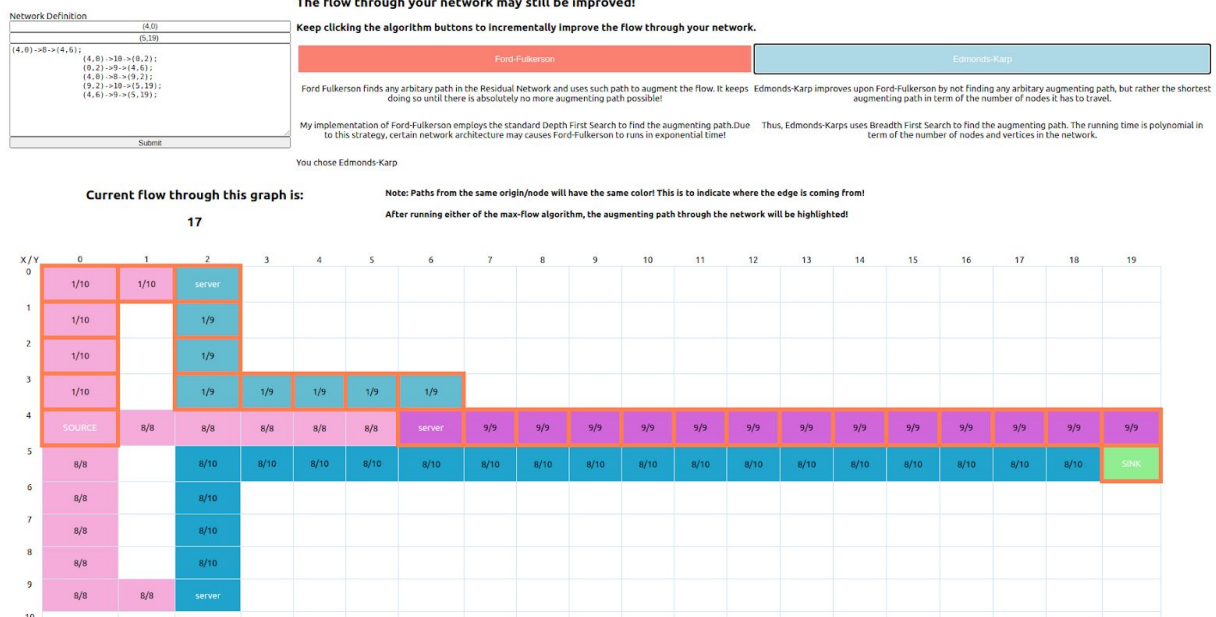 The flow through your network may still be improved!
Network Definition
(4,0)
(5,19)
(4,0)->8->(4,6);
(4,0)->10->(0,2);
(0,2)->9->(4,6);
(4,0)->8->(9,2);
(9,2)->10->(5,19);
(4,6)->9->(5,19);
Submit
Keep clicking the algorithm buttons to incrementally improve the flow through your network.
Ford-Fulkerson
Edmonds-Karp
Ford Fulkerson finds any arbitary path in the Residual Network and uses such path to augment the flow. It keeps
doing so until there is absolutely no more augmenting path possible!
My implementation of Ford-Fulkerson employs the standard Depth First Search to find the augmenting path.Due
to this strategy, certain network architecture may causes Ford-Fulkerson to runs in exponential time!
Edmonds-Karp improves upon Ford-Fulkerson by not finding any arbitary augmenting path, but rather the shortest
augmenting path in term of the number of nodes it has to travel.
Thus, Edmonds-Karps uses Breadth First Search to find the augmenting path. The running time is polynomial in
term of the number of nodes and vertices in the network.
You chose Edmonds-Karp
Current flow through this graph is:
17
Note: Paths from the same origin/node will have the same color! This is to indicate where the edge is coming from!
After running either of the max-flow algorithm, the augmenting path through the network will be highlighted!
X / Y 0 1 2 3 4 5 6 7 8 9 10 11 12 13 14 15 16 17 18 19
0 1/10 1/10 server
1 1/10 1/9
2 1/10 1/9
3 1/10 1/9 1/9 1/9 1/9 1/9
4 SOURCE 8/8 8/8 8/8 8/8 8/8 server 9/9 9/9 9/9 9/9 9/9 9/9 9/9 9/9 9/9 9/9 9/9 9/9 9/9
5 8/8 8/10 8/10 8/10 8/10 8/10 8/10 8/10 8/10 8/10 8/10 8/10 8/10 8/10 8/10 8/10 8/10 8/10 SINK
6 8/8 8/10
7 8/8 8/10
8 8/8 8/10
9 8/8 8/8 server
10